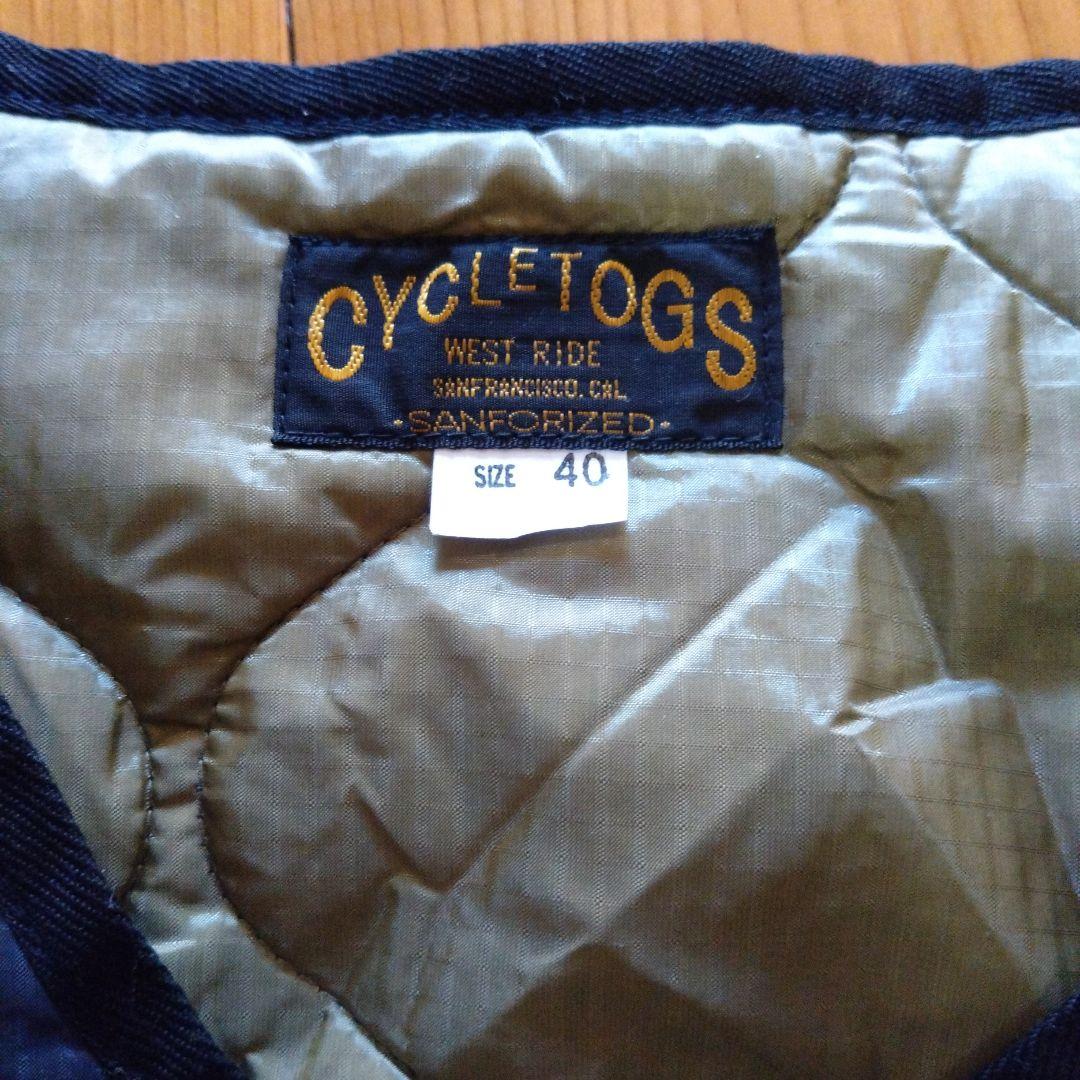 CYCLETOGS
WEST RIDE
SANFRANCISCO. CAL.
·SANFORIZED·
SIZE 40